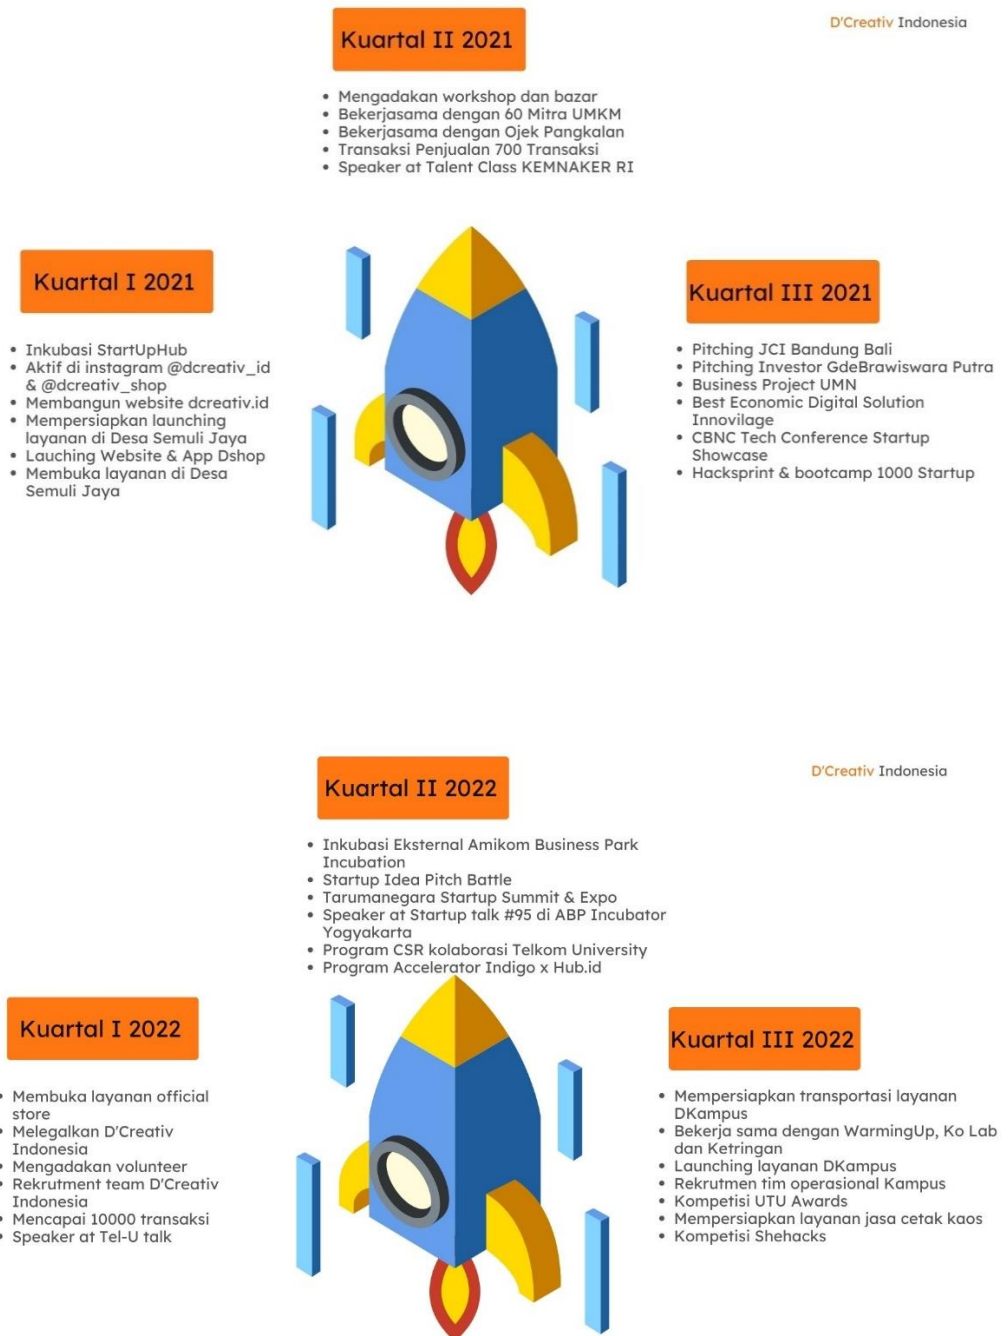 D'Creativ Indonesia
Kuartal II 2021
• Mengadakan workshop dan bazar
• Bekerjasama dengan 60 Mitra UMKM
• Bekerjasama dengan Ojek Pangkalan
• Transaksi Penjualan 700 Transaksi
• Speaker at Talent Class KEMNAKER RI
Kuartal I 2021
• Inkubasi StartUpHub
• Aktif di instagram @dcreativ_id
& @dcreativ_shop
• Membangun website dcreativ.id
• Mempersiapkan launching
layanan di Desa Semuli Jaya
• Lauching Website & App Dshop
• Membuka layanan di Desa
Semuli Jaya
Kuartal III 2021
• Pitching JCI Bandung Bali
• Pitching Investor GdeBrawiswara Putra
• Business Project UMN
• Best Economic Digital Solution
Innovilage
• CBNC Tech Conference Startup
Showcase
• Hacksprint & bootcamp 1000 Startup
D'Creativ Indonesia
Kuartal II 2022
• Inkubasi Eksternal Amikom Business Park
Incubation
• Startup Idea Pitch Battle
• Tarumanegara Startup Summit & Expo
• Speaker at Startup talk #95 di ABP Incubator
Yogyakarta
• Program CSR kolaborasi Telkom University
• Program Accelerator Indigo x Hub.id
Kuartal I 2022
• Membuka layanan official
store
• Melegalkan D'Creativ
Indonesia
• Mengadakan volunteer
• Rekrutment team D'Creativ
Indonesia
• Mencapai 10000 transaksi
• Speaker at Tel-U talk
Kuartal III 2022
• Mempersiapkan transportasi layanan
DKampus
• Bekerja sama dengan WarmingUp, Ko Lab
dan Ketringan
• Launching layanan DKampus
• Rekrutmen tim operasional Kampus
• Kompetisi UTU Awards
• Mempersiapkan layanan jasa cetak kaos
• Kompetisi Shehacks